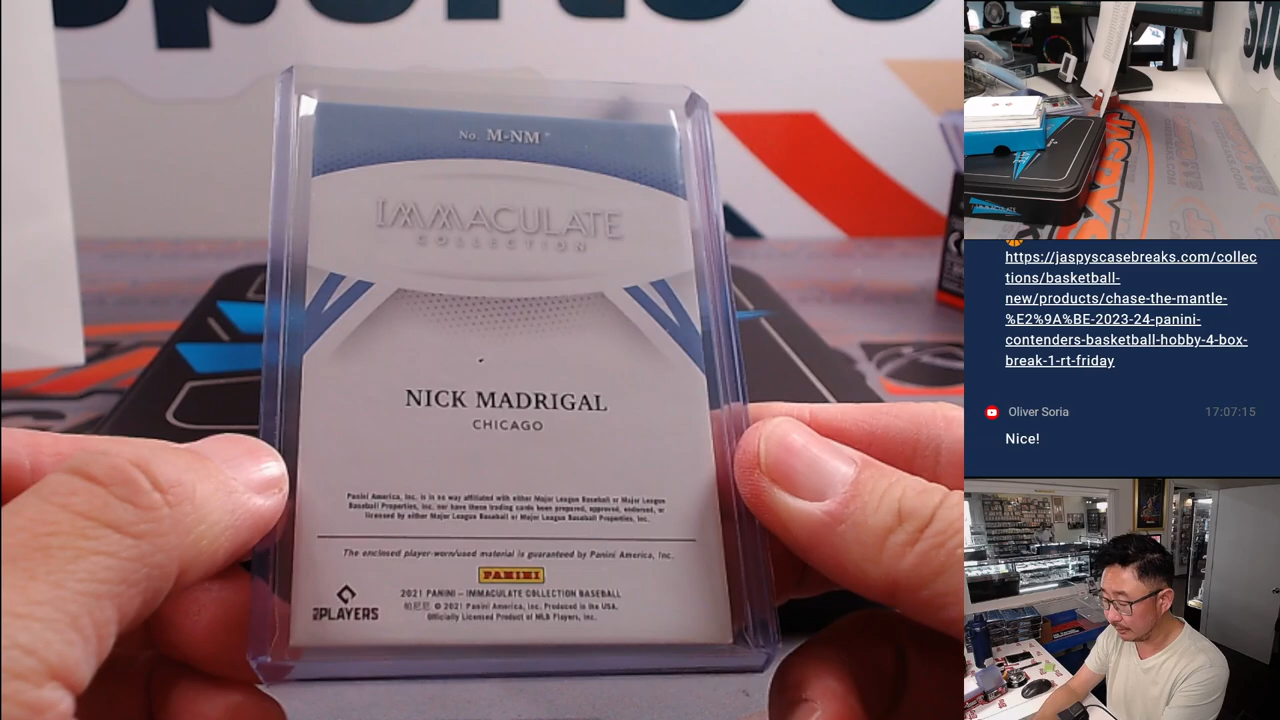 No. M-NM
IMMACULATE
COLLECTION
NICK MADRIGAL
CHICAGO
Panini America, Inc. is in no way affiliated with either Major League Baseball or Major League
Baseball Properties, Inc. nor have these trading cards been prepared, approved, endorsed, or
licensed by either Major League Baseball or Major League Baseball Properties, Inc.
The enclosed player-worn/used material is guaranteed by Panini America, Inc.
PANINI
PLAYERS
2021 PANINI – IMMACULATE COLLECTION BASEBALL
帕尼尼 © 2021 Panini America, Inc. Produced in the USA.
Officially Licensed Product of MLB Players, Inc.
https://jaspyscasebreaks.com/collec
tions/basketball-
new/products/chase-the-mantle-
%E2%9A%BE-2023-24-panini-
contenders-basketball-hobby-4-box-
break-1-rt-friday
Oliver Soria 17:07:15
Nice!